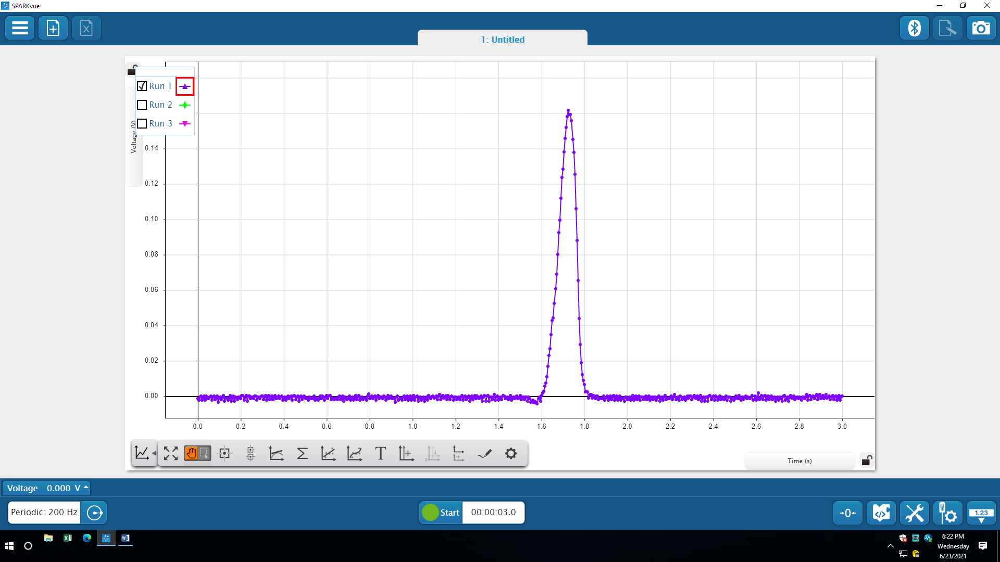 SPARKvue
1: Untitled
Run 1
Run 2
Run 3
Voltage (V)
0.14
0.12
0.10
0.08
0.06
0.04
0.02
0.00
0.0 0.2 0.4 0.6 0.8 1.0 1.2 1.4 1.6 1.8 2.0 2.2 2.4 2.6 2.8 3.0
Time (s)
Voltage 0.000 V
Periodic: 200 Hz
Start 00:00:03.0
1.23
6:22 PM
Wednesday
6/23/2021